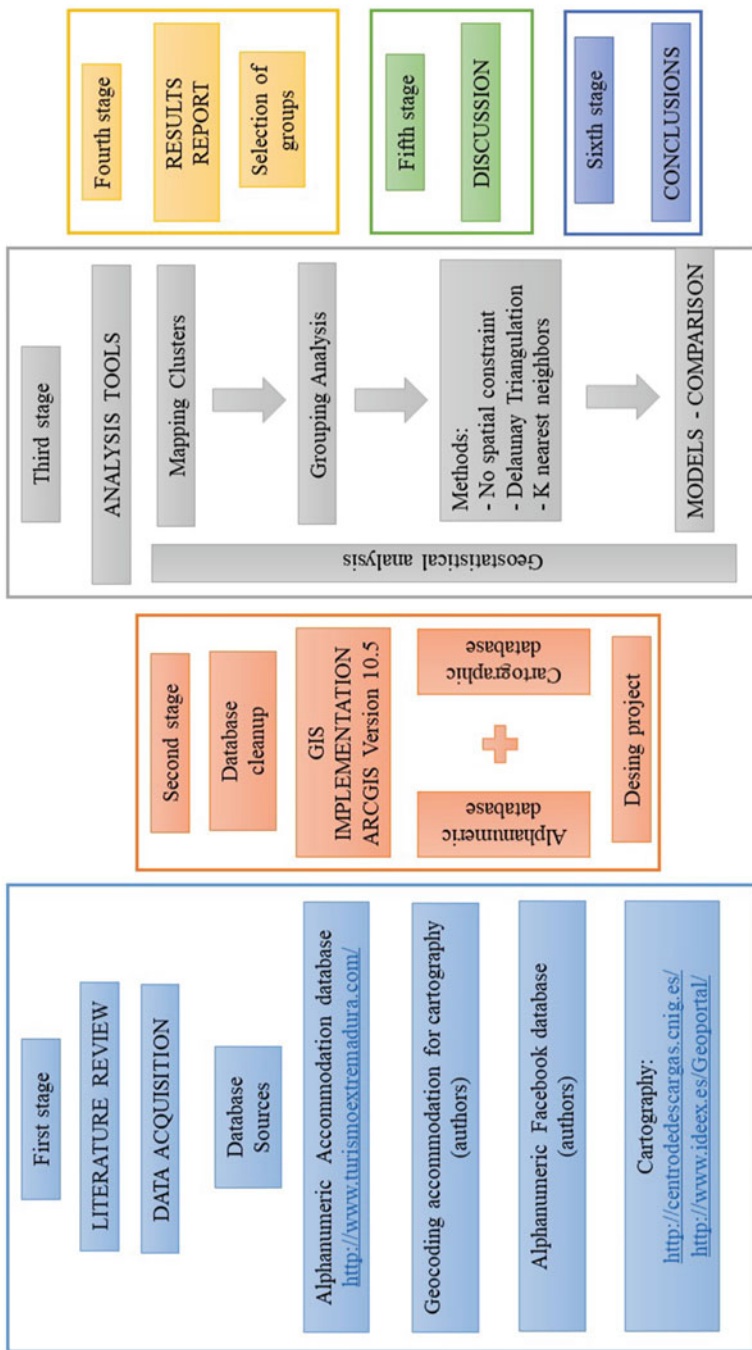 First stage
LITERATURE REVIEW
DATA ACQUISITION
Database
Sources
Alphanumeric Accommodation database
http://www.turismoextremadura.com/
Geocoding accommodation for cartography
(authors)
Alphanumeric Facebook database
(authors)
Cartography:
http://centrodedescargas.cnig.es/
http://www.ideex.es/Geoportal/
Second stage
Database
cleanup
GIS
IMPLEMENTATION
ARCGIS Version 10.5
Alphanumeric
database
Cartographic
database
Desing project
Third stage
ANALYSIS TOOLS
Geostatistical analysis
Mapping Clusters
Grouping Analysis
Methods:
- No spatial constraint
- Delaunay Triangulation
- K nearest neighbors
MODELS - COMPARISON
Fourth stage
RESULTS
REPORT
Selection of
groups
Fifth stage
DISCUSSION
Sixth stage
CONCLUSIONS